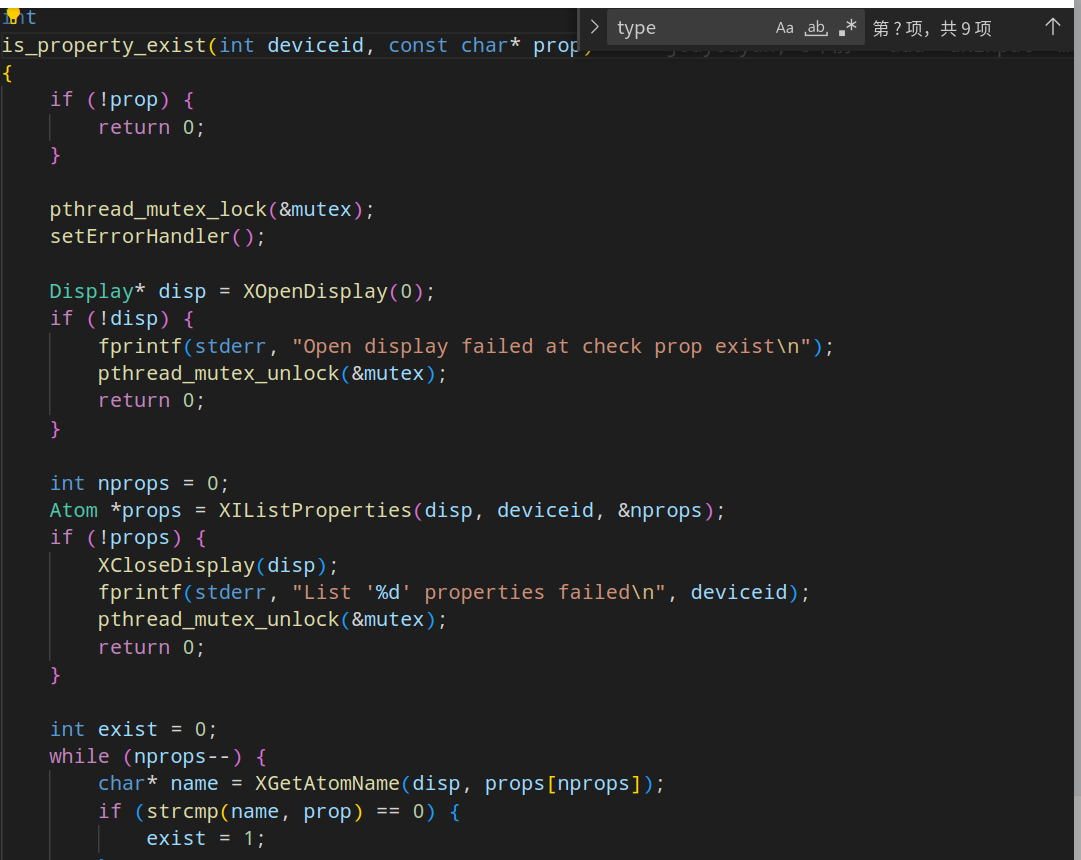 int
type Aa ab .* 第 ? 项，共 9 项
is_property_exist(int deviceid, const char* prop)
{
if (!prop) {
return 0;
}
pthread_mutex_lock(&mutex);
setErrorHandler();
Display* disp = XOpenDisplay(0);
if (!disp) {
fprintf(stderr, "Open display failed at check prop exist\n");
pthread_mutex_unlock(&mutex);
return 0;
}
int nprops = 0;
Atom *props = XIListProperties(disp, deviceid, &nprops);
if (!props) {
XCloseDisplay(disp);
fprintf(stderr, "List '%d' properties failed\n", deviceid);
pthread_mutex_unlock(&mutex);
return 0;
}
int exist = 0;
while (nprops--) {
char* name = XGetAtomName(disp, props[nprops]);
if (strcmp(name, prop) == 0) {
exist = 1;